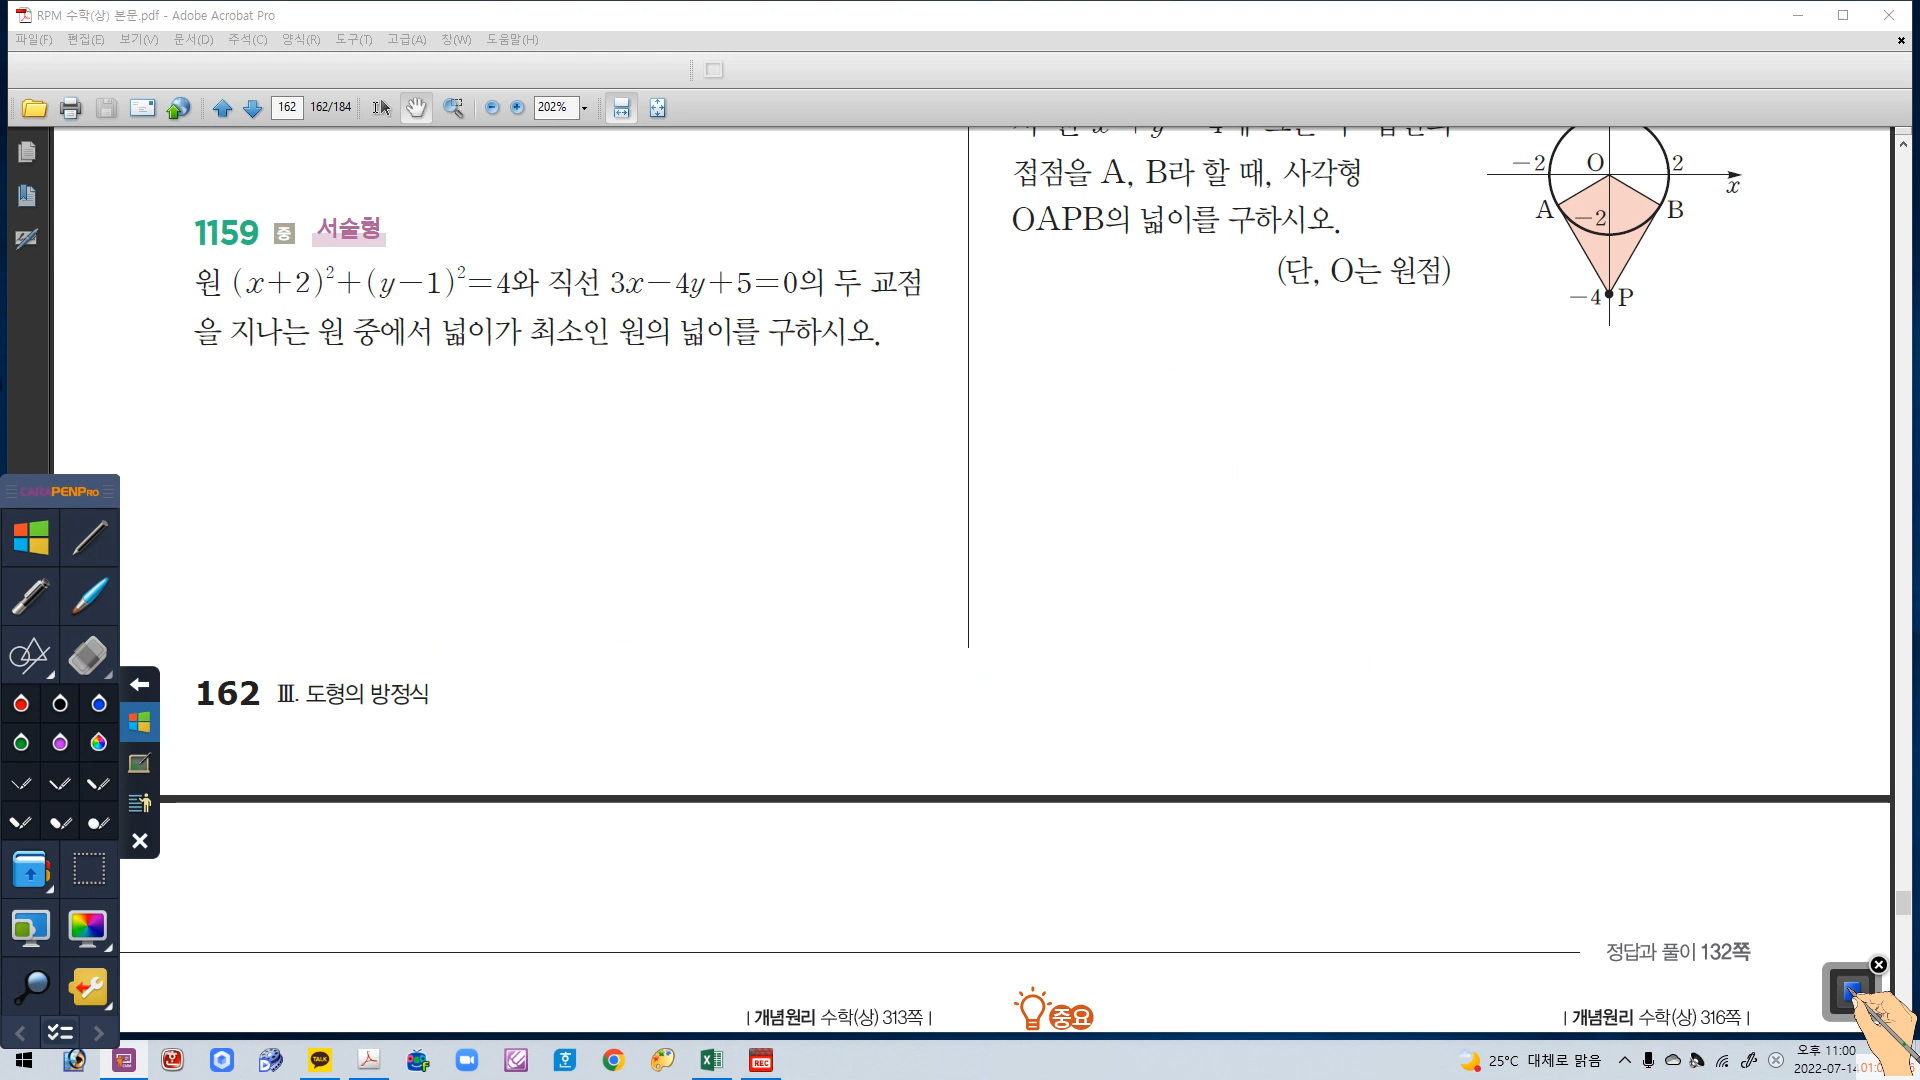 RPM 수학(상) 본문.pdf - Adobe Acrobat Pro
파일(F) 편집(E) 보기(V) 문서(D) 주석(C) 양식(R) 도구(T) 고급(A) 창(W) 도움말(H)
162 162/184 202%
1159 중 서술형
원 (x+2)²+(y-1)²=4와 직선 3x-4y+5=0의 두 교점
을 지나는 원 중에서 넓이가 최소인 원의 넓이를 구하시오.
접점을 A, B라 할 때, 사각형
OAPB의 넓이를 구하시오.
(단, O는 원점)
-2 O 2
x
A -2 B
-4 P
CARAPENPRO
162 Ⅲ. 도형의 방정식
정답과 풀이 132쪽
| 개념원리 수학(상) 313쪽 |
중요
| 개념원리 수학(상) 316쪽 |
TALK
REC
25°C 대체로 맑음
오후 11:00
2022-07-14